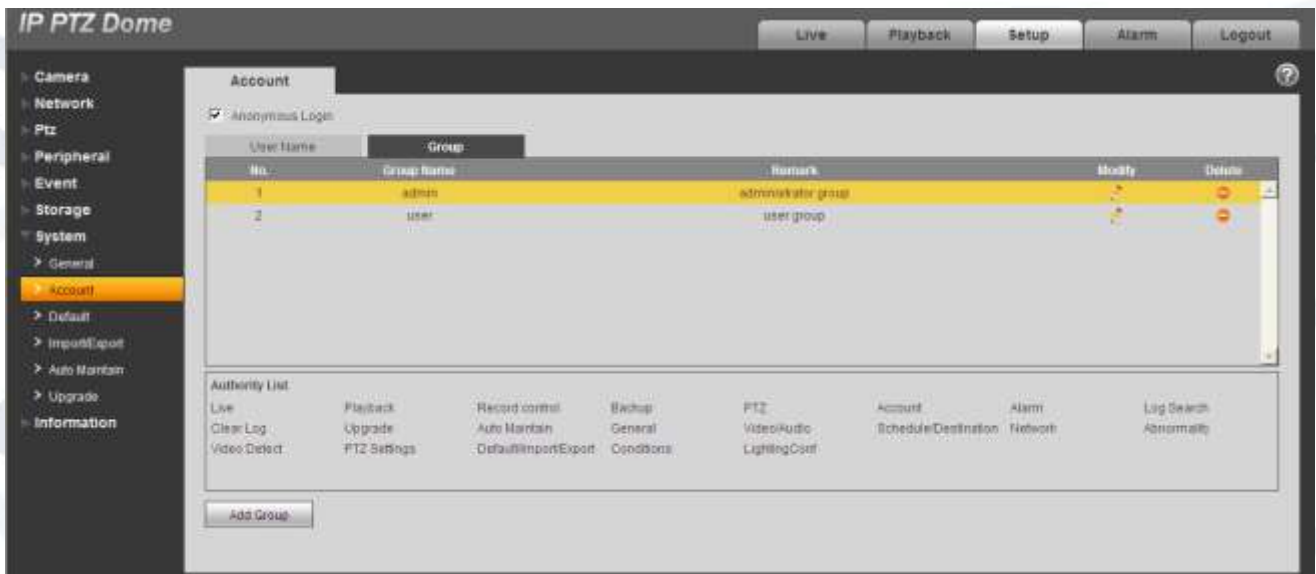 IP PTZ Dome
Live Playback Setup Alarm Logout
Camera
Network
Ptz
Peripheral
Event
Storage
System
General
Account
Default
Import/Export
Auto Maintain
Upgrade
Information
Account
Anonymous Login
User Name Group
No. Group Name Remark Modify Delete
1 admin administrator group
2 user user group
Authority List
Live Playback Record control Backup PTZ Account Alarm Log Search
Clear Log Upgrade Auto Maintain General Video/Audio Schedule/Destination Network Abnormality
Video Detect PTZ Settings Default/Import/Export Conditions LightingConf
Add Group